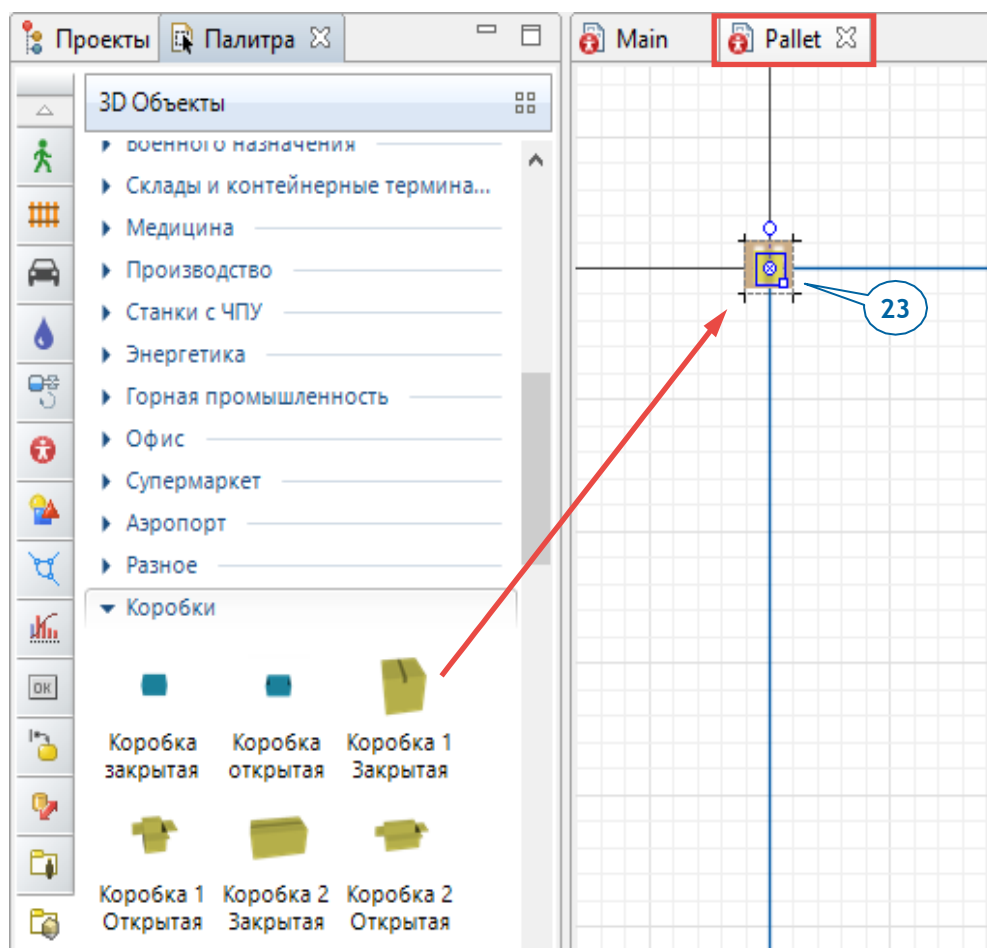 Проекты
Палитра
Main
Pallet
3D Объекты
Военного назначения
Склады и контейнерные термина...
Медицина
Производство
Станки с ЧПУ
Энергетика
Горная промышленность
Офис
Супермаркет
Аэропорт
Разное
Коробки
OK
Коробка закрытая
Коробка открытая
Коробка 1 Закрытая
Коробка 1 Открытая
Коробка 2 Закрытая
Коробка 2 Открытая
23